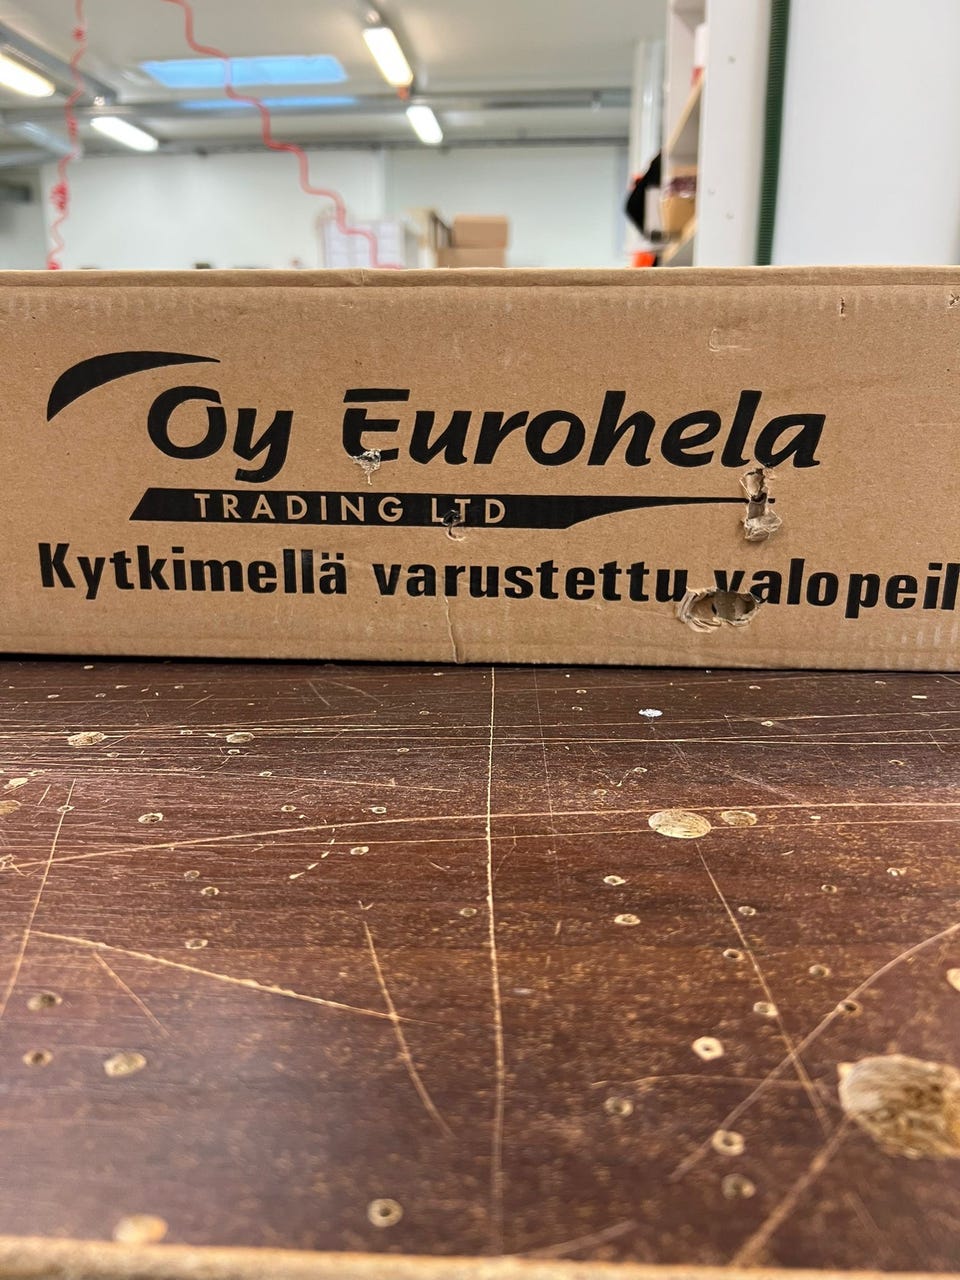 Oy Eurohela
TRADING LTD
Kytkimellä varustettu valopeil